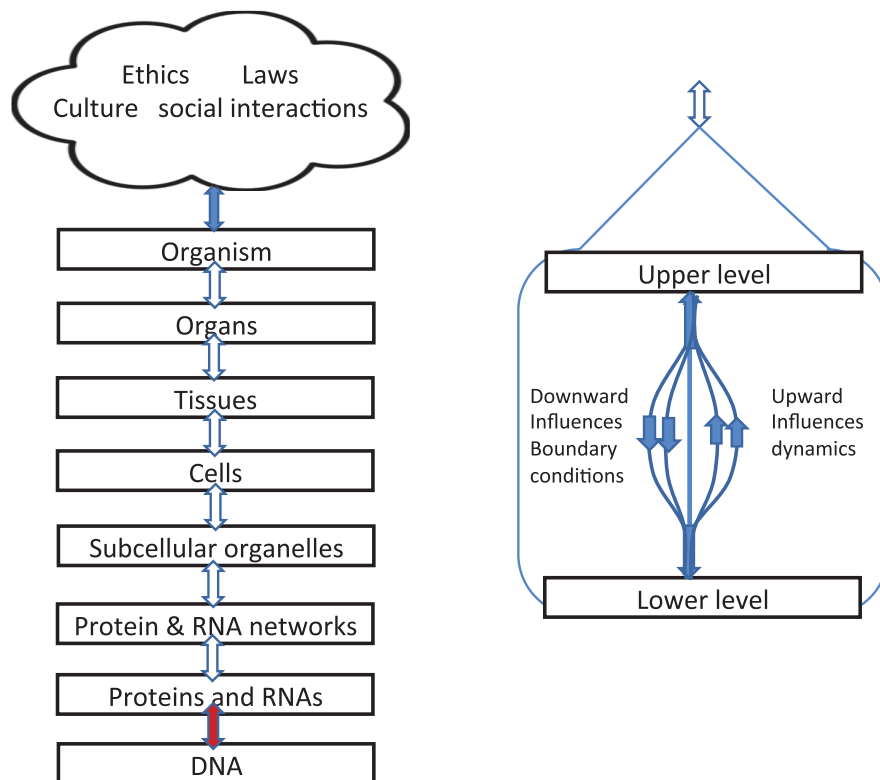 Ethics Laws
Culture social interactions
Organism
Organs
Tissues
Cells
Subcellular organelles
Protein & RNA networks
Proteins and RNAs
DNA
Upper level
Downward
Influences
Boundary
conditions
Upward
Influences
dynamics
Lower level